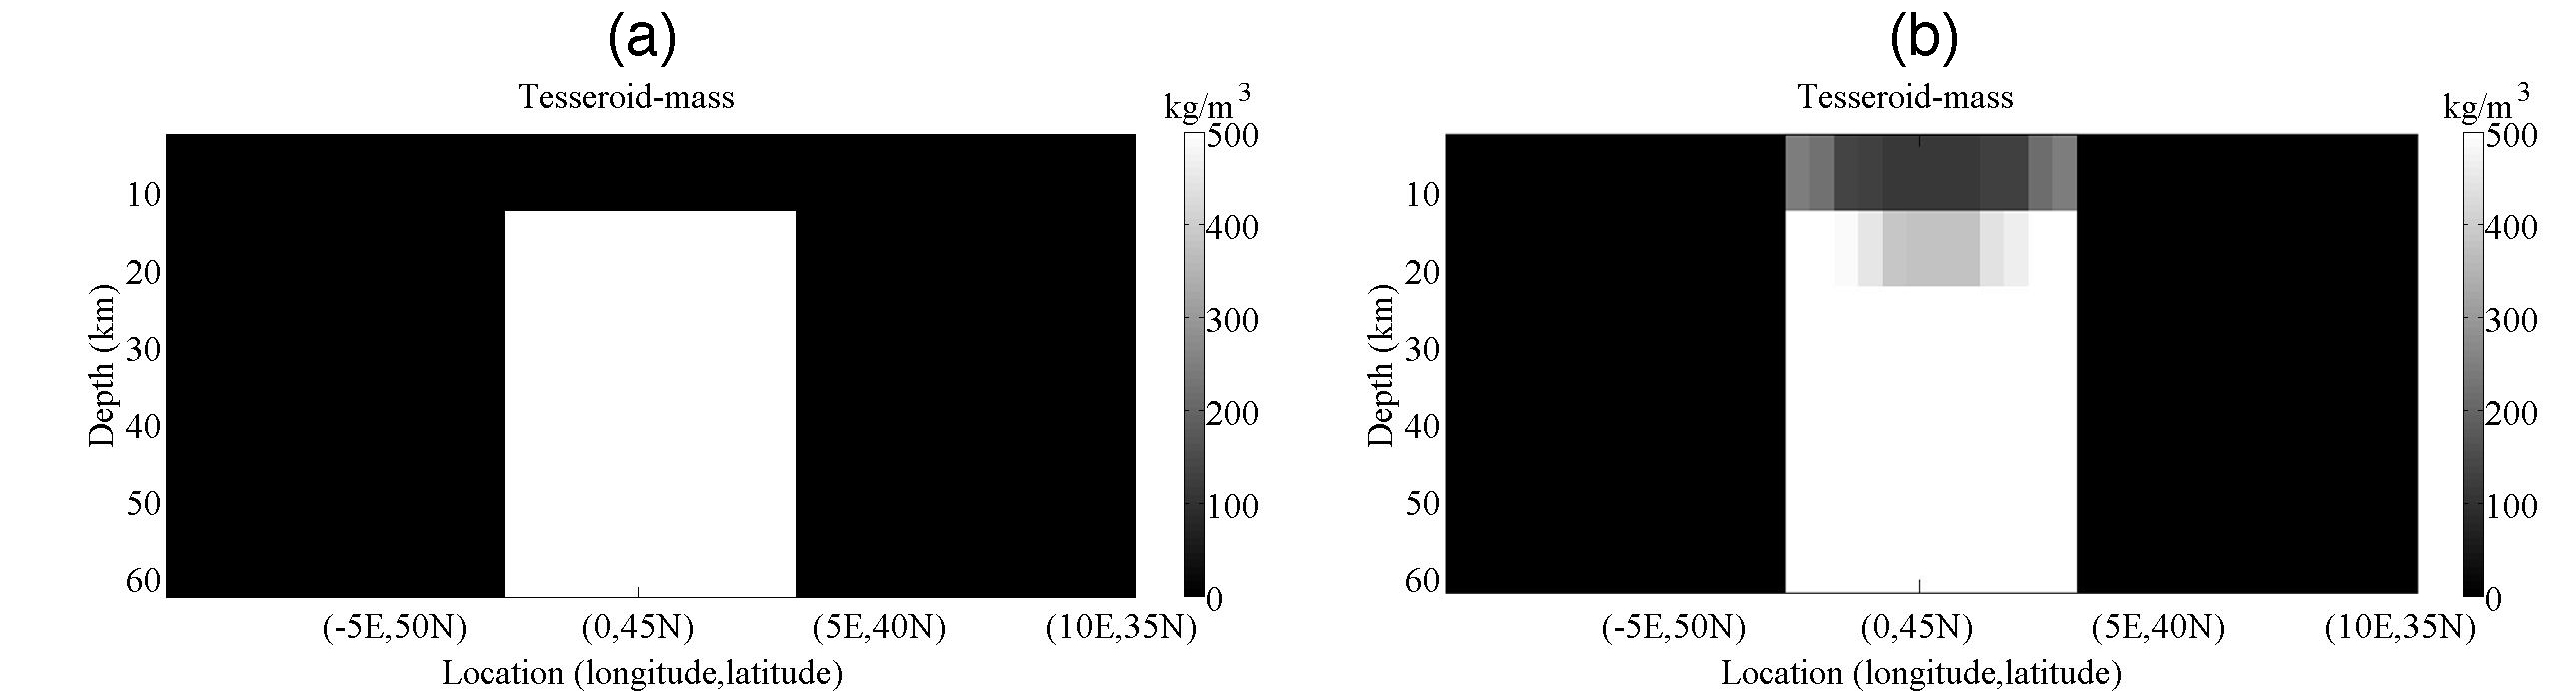 (a)
Tesseroid-mass
kg/m³
500
400
300
200
100
0
Depth (km)
10
20
30
40
50
60
(-5E,50N) (0,45N) (5E,40N) (10E,35N)
Location (longitude,latitude)
(b)
Tesseroid-mass
kg/m³
500
400
300
200
100
0
Depth (km)
10
20
30
40
50
60
(-5E,50N) (0,45N) (5E,40N) (10E,35N)
Location (longitude,latitude)